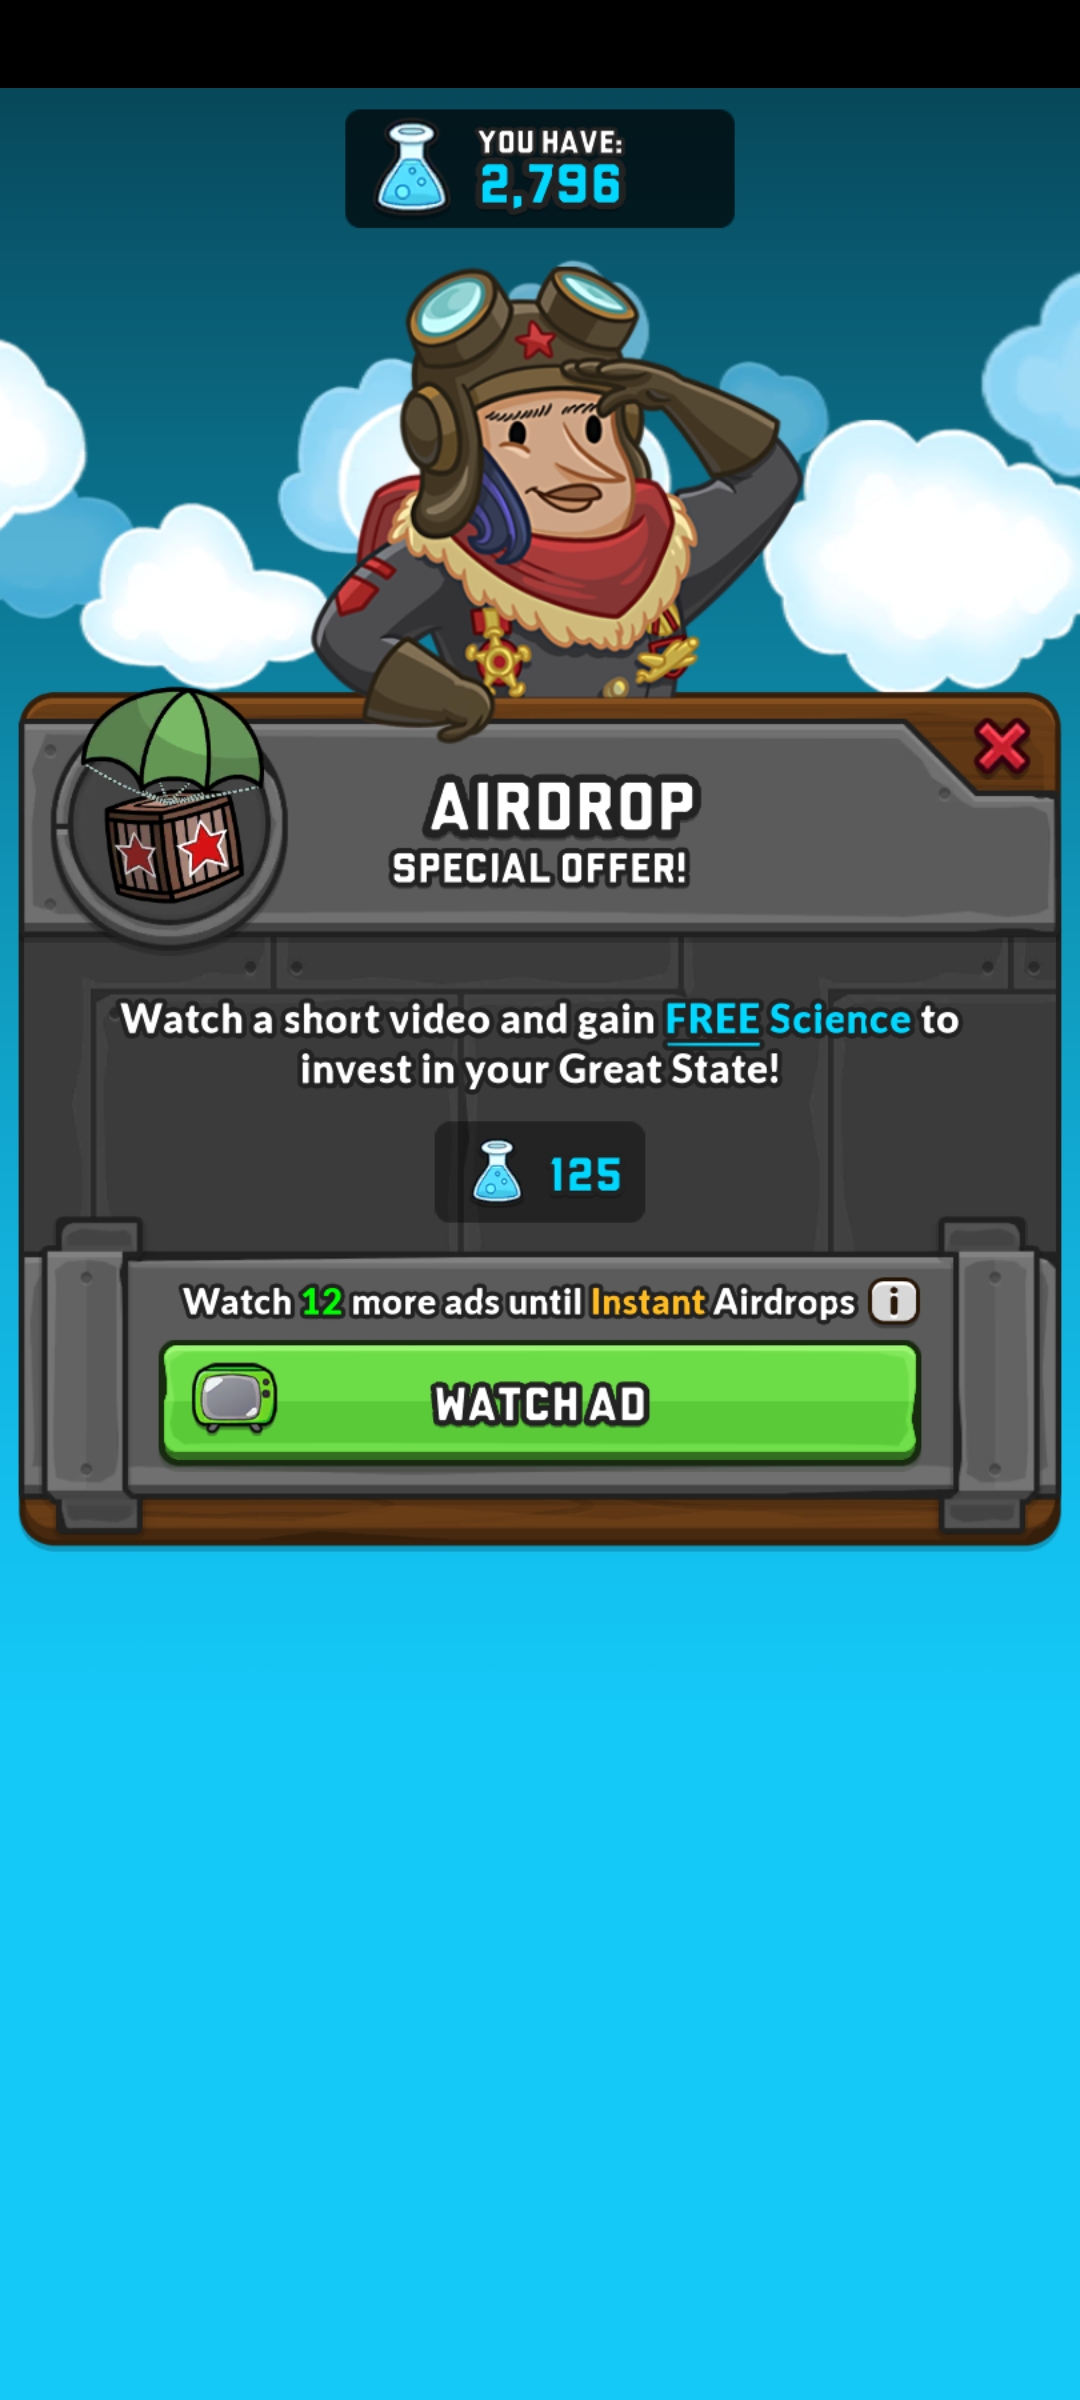 YOU HAVE:
2,796
AIRDROP
SPECIAL OFFER!
Watch a short video and gain FREE Science to
invest in your Great State!
125
Watch 12 more ads until Instant Airdrops i
WATCH AD